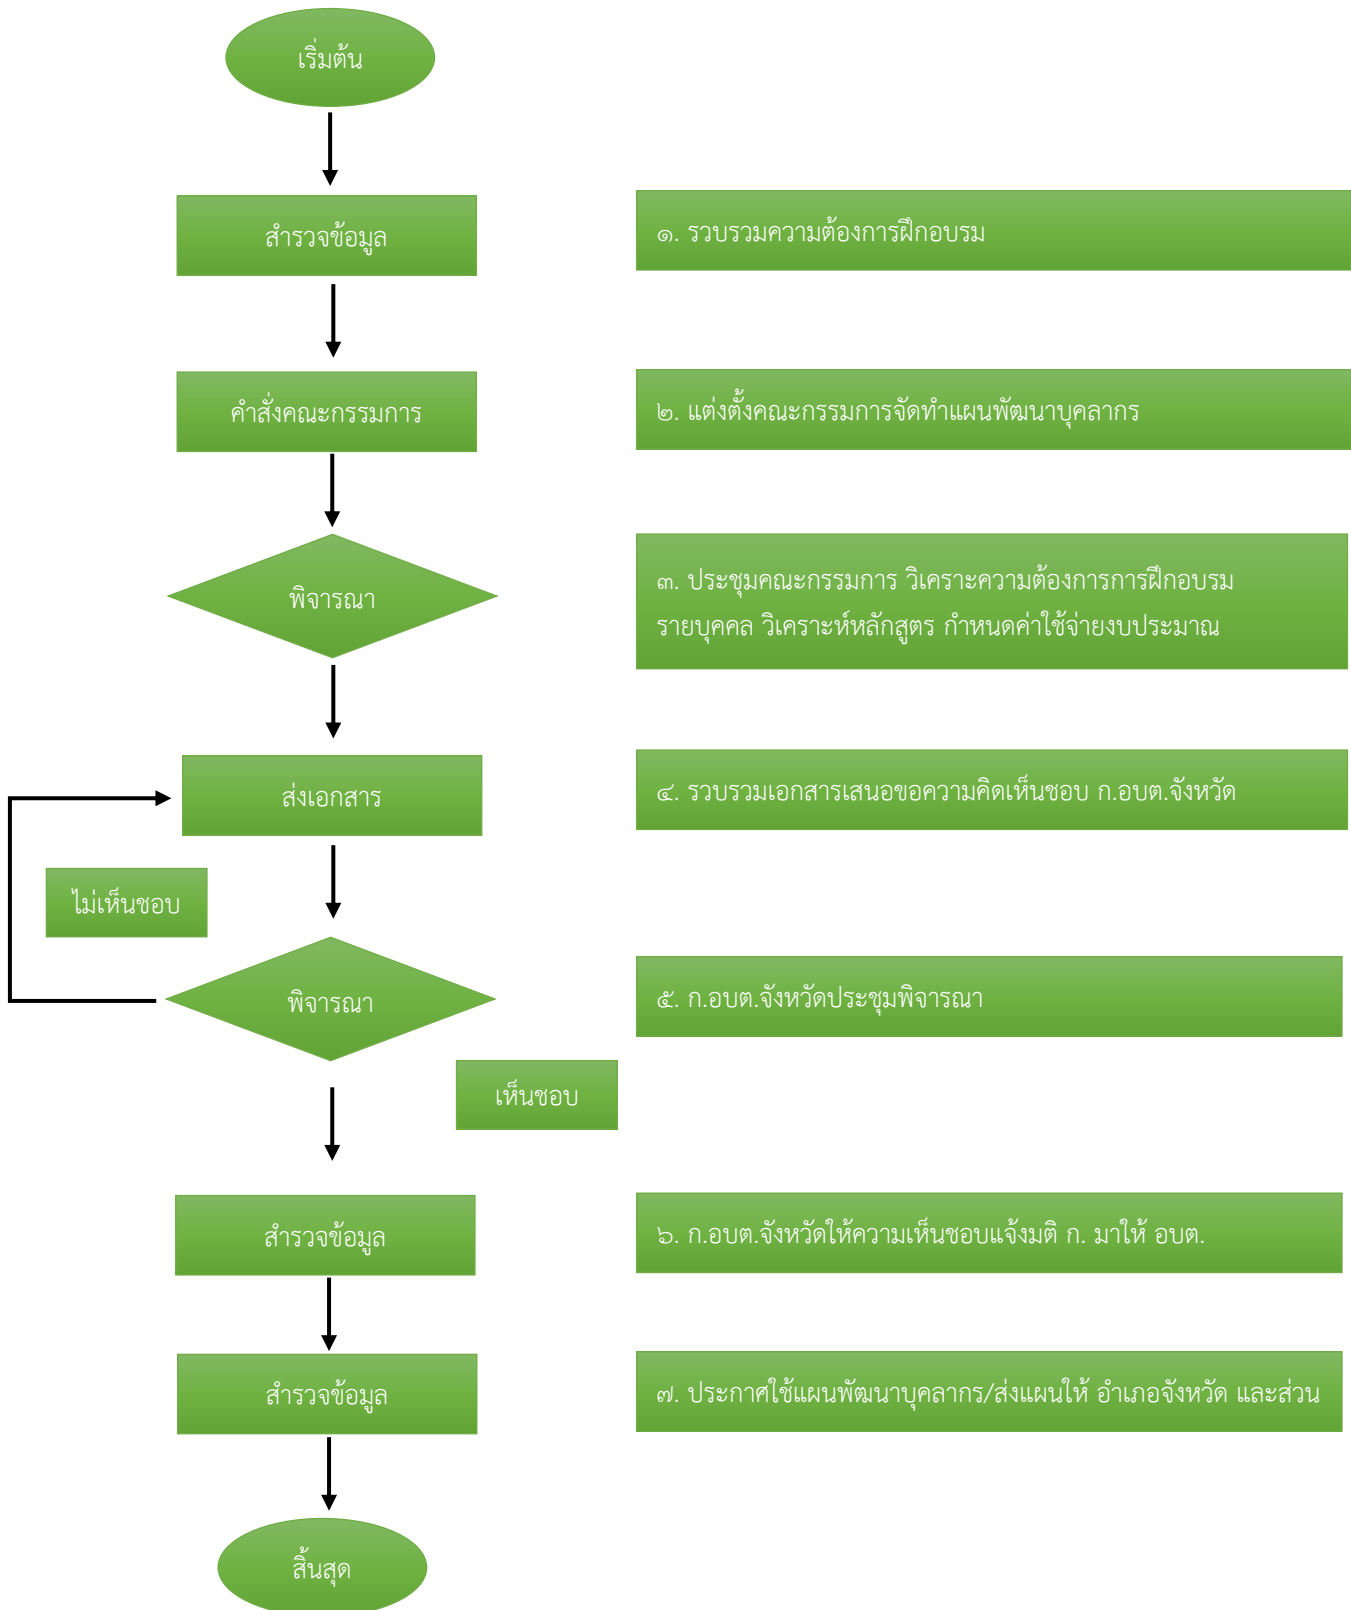 เริ่มต้น
สำรวจข้อมูล
๑. รวบรวมความต้องการฝึกอบรม
คำสั่งคณะกรรมการ
๒. แต่งตั้งคณะกรรมการจัดทำแผนพัฒนาบุคลากร
พิจารณา
๓. ประชุมคณะกรรมการ วิเคราะความต้องการการฝึกอบรม
รายบุคคล วิเคราะห์หลักสูตร กำหนดค่าใช้จ่ายงบประมาณ
ส่งเอกสาร
๔. รวบรวมเอกสารเสนอขอความคิดเห็นชอบ ก.อบต.จังหวัด
ไม่เห็นชอบ
พิจารณา
๕. ก.อบต.จังหวัดประชุมพิจารณา
เห็นชอบ
สำรวจข้อมูล
๖. ก.อบต.จังหวัดให้ความเห็นชอบแจ้งมติ ก. มาให้ อบต.
สำรวจข้อมูล
๗. ประกาศใช้แผนพัฒนาบุคลากร/ส่งแผนให้ อำเภอจังหวัด และส่วน
สิ้นสุด